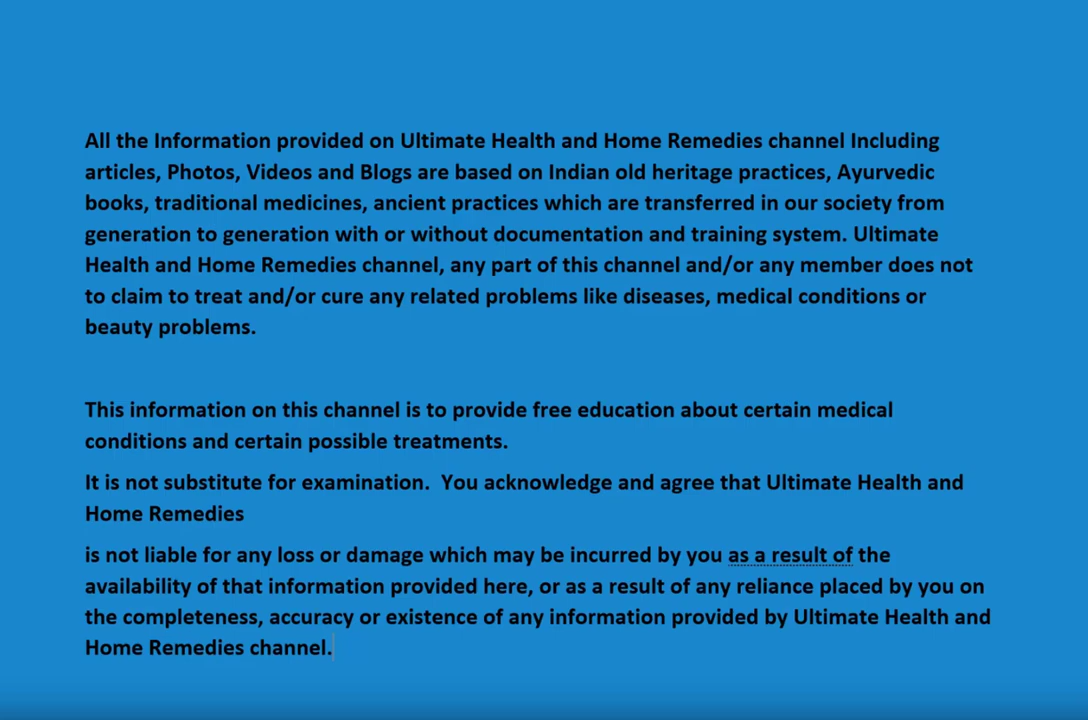 All the Information provided on Ultimate Health and Home Remedies channel Including
articles, Photos, Videos and Blogs are based on Indian old heritage practices, Ayurvedic
books, traditional medicines, ancient practices which are transferred in our society from
generation to generation with or without documentation and training system. Ultimate
Health and Home Remedies channel, any part of this channel and/or any member does not
to claim to treat and/or cure any related problems like diseases, medical conditions or
beauty problems.
This information on this channel is to provide free education about certain medical
conditions and certain possible treatments.
It is not substitute for examination.  You acknowledge and agree that Ultimate Health and
Home Remedies
is not liable for any loss or damage which may be incurred by you as a result of the
availability of that information provided here, or as a result of any reliance placed by you on
the completeness, accuracy or existence of any information provided by Ultimate Health and
Home Remedies channel.